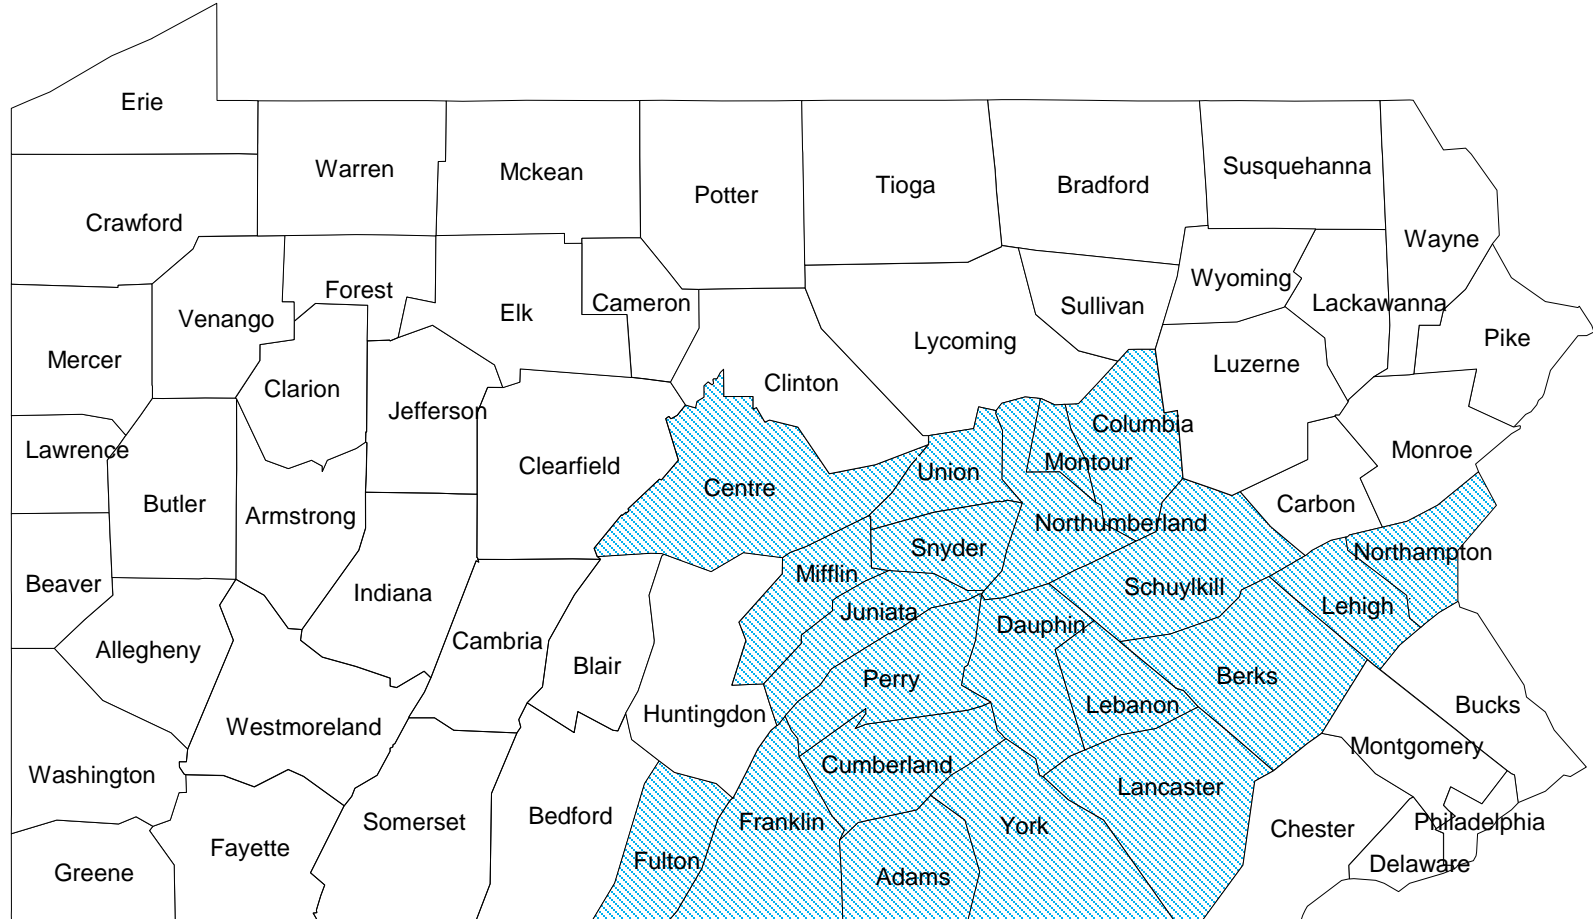 Erie
Warren
Mckean
Potter
Tioga
Bradford
Susquehanna
Crawford
Wayne
Forest
Venango
Elk
Cameron
Wyoming
Lackawanna
Sullivan
Mercer
Clarion
Jefferson
Clinton
Lycoming
Luzerne
Pike
Lawrence
Butler
Armstrong
Clearfield
Centre
Union
Montour
Columbia
Carbon
Monroe
Beaver
Indiana
Mifflin
Snyder
Northumberland
Schuylkill
Northampton
Allegheny
Cambria
Blair
Juniata
Dauphin
Lehigh
Westmoreland
Huntingdon
Perry
Lebanon
Berks
Bucks
Washington
Cumberland
Lancaster
Montgomery
Greene
Fayette
Somerset
Bedford
Fulton
Franklin
Adams
York
Chester
Delaware
Philadelphia